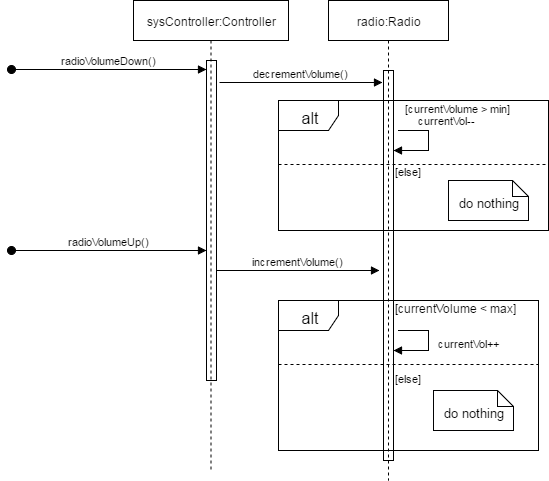 sysController:Controller
radio:Radio
radioVolumeDown()
decrementVolume()
alt
[currentVolume > min]
currentVol--
[else]
do nothing
radioVolumeUp()
incrementVolume()
alt
[currentVolume < max]
currentVol++
[else]
do nothing